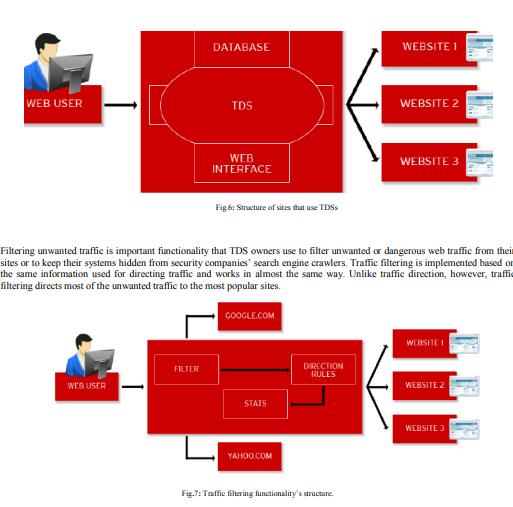 DATABASE
WEBSITE 1
WEB USER
TDS
WEBSITE 2
WEB
INTERFACE
WEBSITE 3
Fig.6: Structure of sites that use TDSs
Filtering unwanted traffic is important functionality that TDS owners use to filter unwanted or dangerous web traffic from their
sites or to keep their systems hidden from security companies' search engine crawlers. Traffic filtering is implemented based on
the same information used for directing traffic and works in almost the same way. Unlike traffic direction, however, traffic
filtering directs most of the unwanted traffic to the most popular sites.
GOOGLE.COM
WEBSITE 1
FILTER
DIRECTION
RULES
WEB USER
WEBSITE 2
STATS
WEBSITE 3
YAHOO.COM
Fig.7: Traffic filtering functionality's structure.